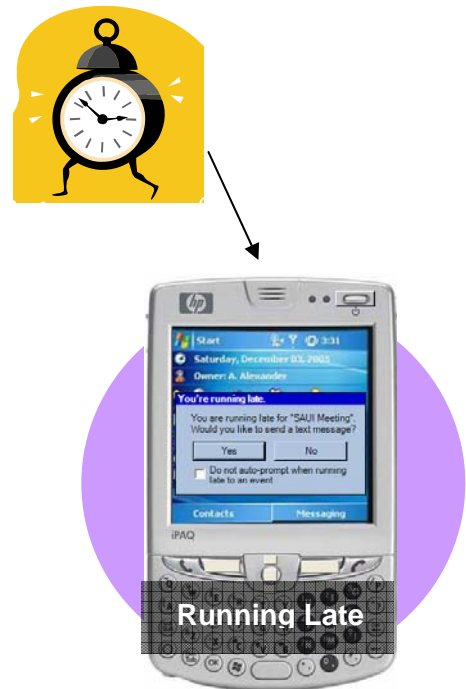 hp
Start 3:31
Saturday, December 03, 2005
Owner: A. Alexander
You're running late.
You are running late for "SAUI Meeting".
Would you like to send a text message?
Yes No
Do not auto-prompt when running
late to an event
Contacts Messaging
iPAQ
Running Late
OK